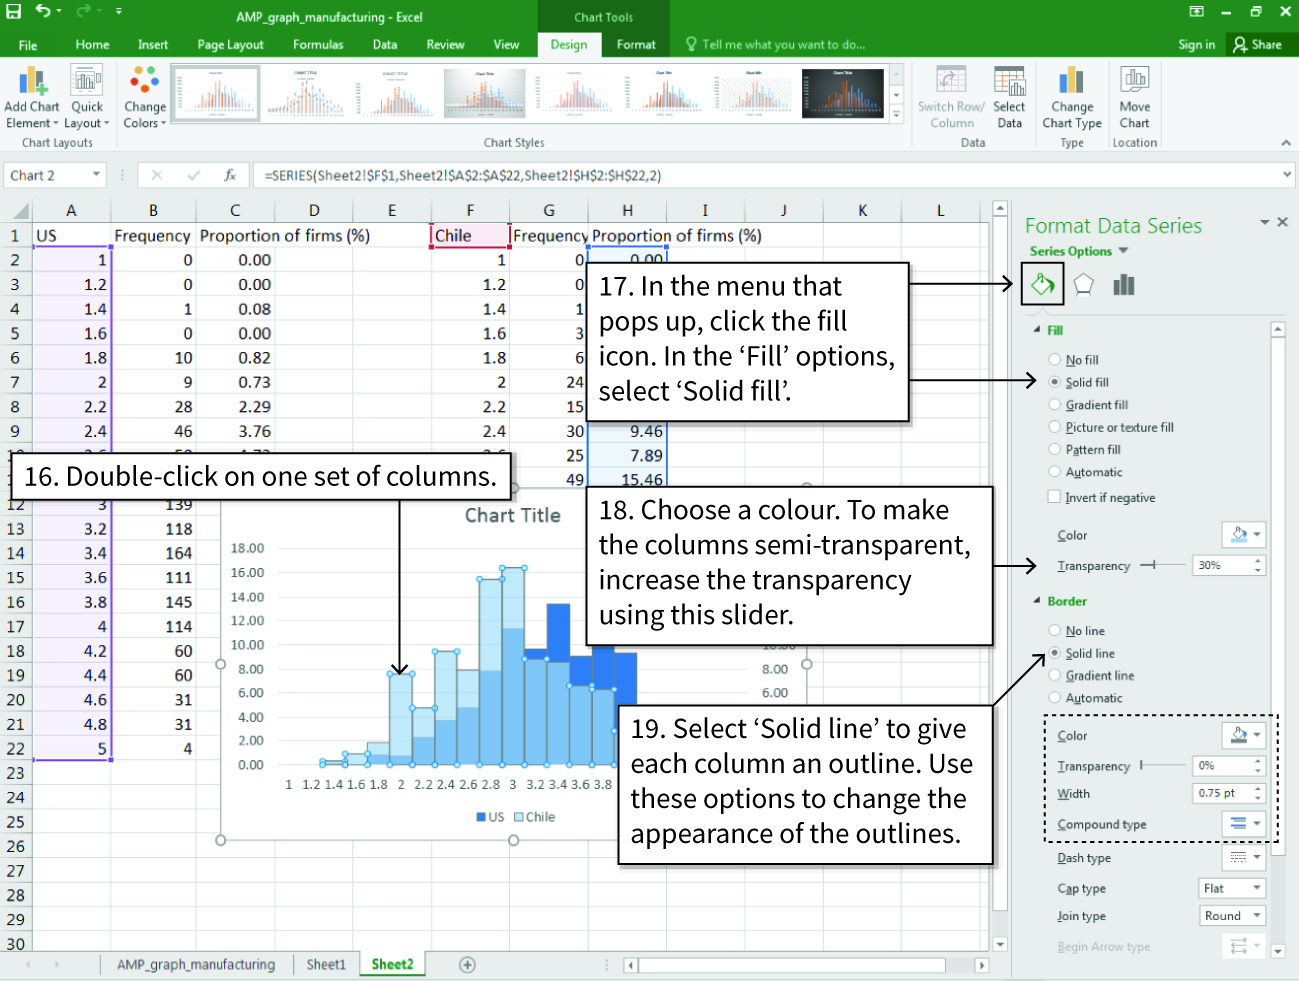 AMP_graph_manufacturing - Excel
Chart Tools
File Home Insert Page Layout Formulas Data Review View Design Format Tell me what you want to do... Sign in Share
Add Chart Element
Quick Layout
Change Colors
Switch Row/ Column
Select Data
Change Chart Type
Move Chart
Chart Layouts Chart Styles Data Type Location
Chart 2 fx =SERIES(Sheet2!$F$1,Sheet2!$A$2:$A$22,Sheet2!$H$2:$H$22,2)
A B C D E F G H I J K L
1 US Frequency Proportion of firms (%) Chile Frequency Proportion of firms (%)
2 1 0 0.00 1 0 0.00
3 1.2 0 0.00 1.2 0
4 1.4 1 0.08 1.4 1
5 1.6 0 0.00 1.6 3
6 1.8 10 0.82 1.8 6
7 2 9 0.73 2 24
8 2.2 28 2.29 2.2 15
9 2.4 46 3.76 2.4 30 9.46
25 7.89
49 15.46
12 3 139
13 3.2 118
14 3.4 164
15 3.6 111
16 3.8 145
17 4 114
18 4.2 60
19 4.4 60
20 4.6 31
21 4.8 31
22 5 4
23
24
25
26
27
28
29
30
16. Double-click on one set of columns.
17. In the menu that
pops up, click the fill
icon. In the ‘Fill’ options,
select ‘Solid fill’.
18. Choose a colour. To make
the columns semi-transparent,
increase the transparency
using this slider.
19. Select ‘Solid line’ to give
each column an outline. Use
these options to change the
appearance of the outlines.
Chart Title
18.00
16.00
14.00
12.00
10.00
8.00 8.00
6.00 6.00
4.00
2.00
0.00
1 1.2 1.4 1.6 1.8 2 2.2 2.4 2.6 2.8 3 3.2 3.4 3.6 3.8
US Chile
Format Data Series
Series Options
Fill
No fill
Solid fill
Gradient fill
Picture or texture fill
Pattern fill
Automatic
Invert if negative
Color
Transparency 30%
Border
No line
Solid line
Gradient line
Automatic
Color
Transparency 0%
Width 0.75 pt
Compound type
Dash type
Cap type Flat
Join type Round
Begin Arrow type
AMP_graph_manufacturing Sheet1 Sheet2